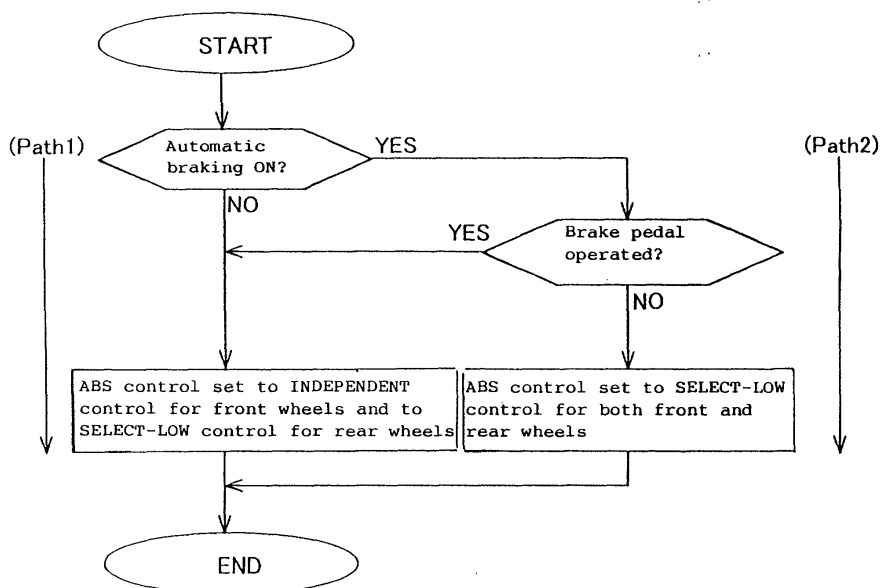 START
(Path1)
Automatic
braking ON?
YES
(Path2)
NO
YES
Brake pedal
operated?
NO
ABS control set to INDEPENDENT
control for front wheels and to
SELECT-LOW control for rear wheels
ABS control set to SELECT-LOW
control for both front and
rear wheels
END